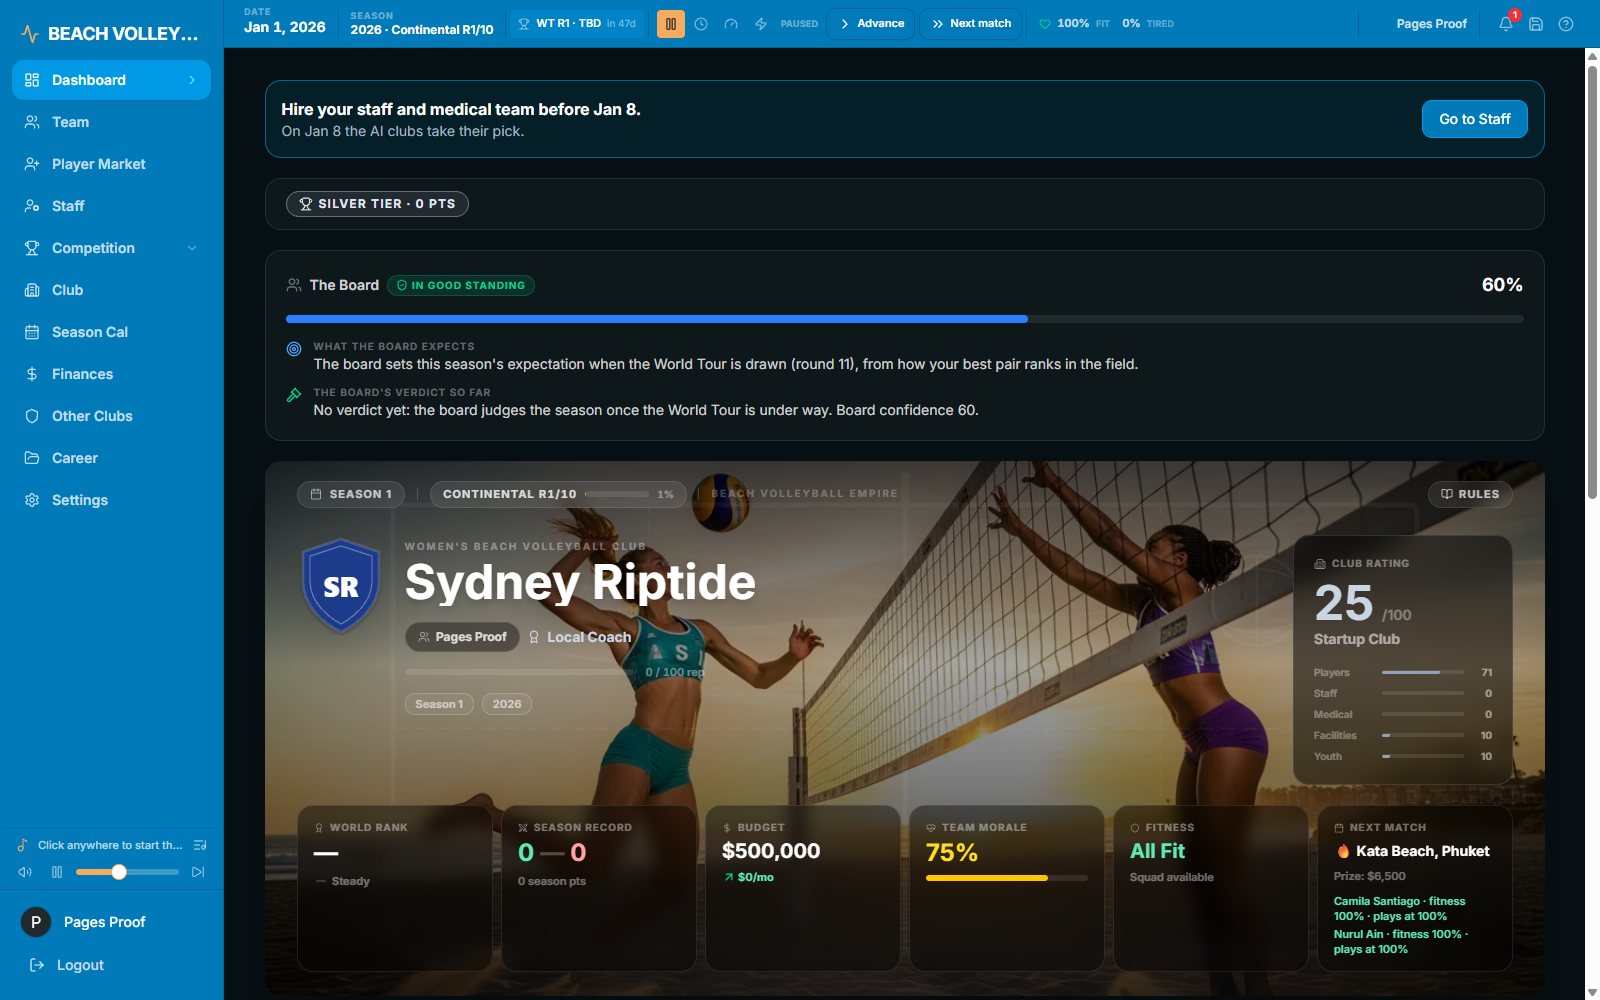 BEACH VOLLEY...
Dashboard
Team
Player Market
Staff
Competition
Club
Season Cal
Finances
Other Clubs
Career
Settings
Click anywhere to start th...
P
Pages Proof
Logout
DATE
Jan 1, 2026
SEASON
2026 · Continental R1/10
WT R1 · TBD in 47d
PAUSED
Advance
Next match
100% FIT 0% TIRED
Pages Proof
1
Hire your staff and medical team before Jan 8.
On Jan 8 the AI clubs take their pick.
Go to Staff
SILVER TIER · 0 PTS
The Board
IN GOOD STANDING
60%
WHAT THE BOARD EXPECTS
The board sets this season's expectation when the World Tour is drawn (round 11), from how your best pair ranks in the field.
THE BOARD'S VERDICT SO FAR
No verdict yet: the board judges the season once the World Tour is under way. Board confidence 60.
SEASON 1
CONTINENTAL R1/10
1%
BEACH VOLLEYBALL EMPIRE
RULES
SR
WOMEN'S BEACH VOLLEYBALL CLUB
Sydney Riptide
Pages Proof
Local Coach
0 / 100 rep
Season 1
2026
CLUB RATING
25 /100
Startup Club
Players 71
Staff 0
Medical 0
Facilities 10
Youth 10
WORLD RANK
—
— Steady
SEASON RECORD
0 — 0
0 season pts
BUDGET
$500,000
$0/mo
TEAM MORALE
75%
FITNESS
All Fit
Squad available
NEXT MATCH
Kata Beach, Phuket
Prize: $6,500
Camila Santiago · fitness
100% · plays at 100%
Nurul Ain · fitness 100% ·
plays at 100%